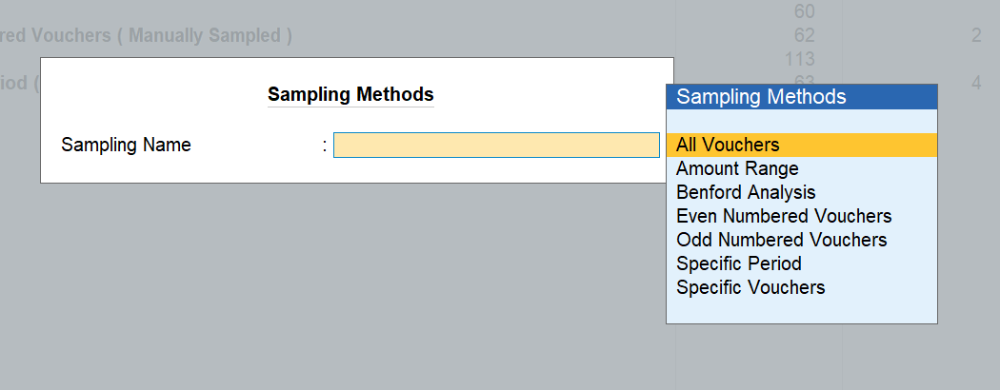 60
red Vouchers ( Manually Sampled ) 62 2
113
iod ( 63 4
Sampling Methods
Sampling Name :
Sampling Methods
All Vouchers
Amount Range
Benford Analysis
Even Numbered Vouchers
Odd Numbered Vouchers
Specific Period
Specific Vouchers